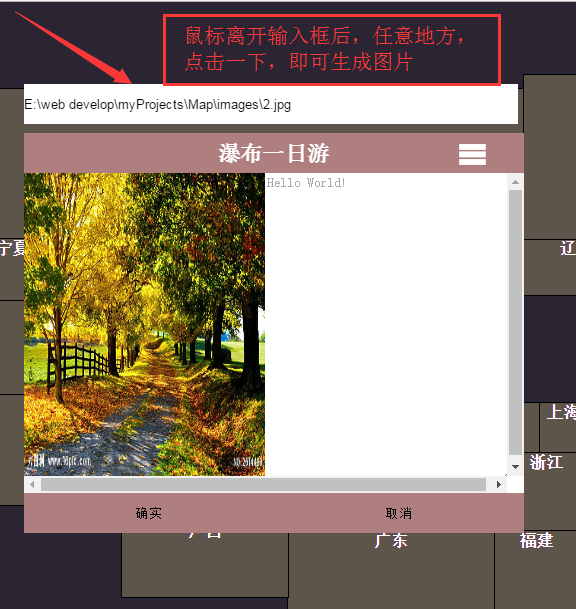 鼠标离开输入框后，任意地方，
点击一下，即可生成图片
E:\web develop\myProjects\Map\images\2.jpg
瀑布一日游
Hello World!
宁夏
辽
上海
浙江
确实
取消
广东
福建